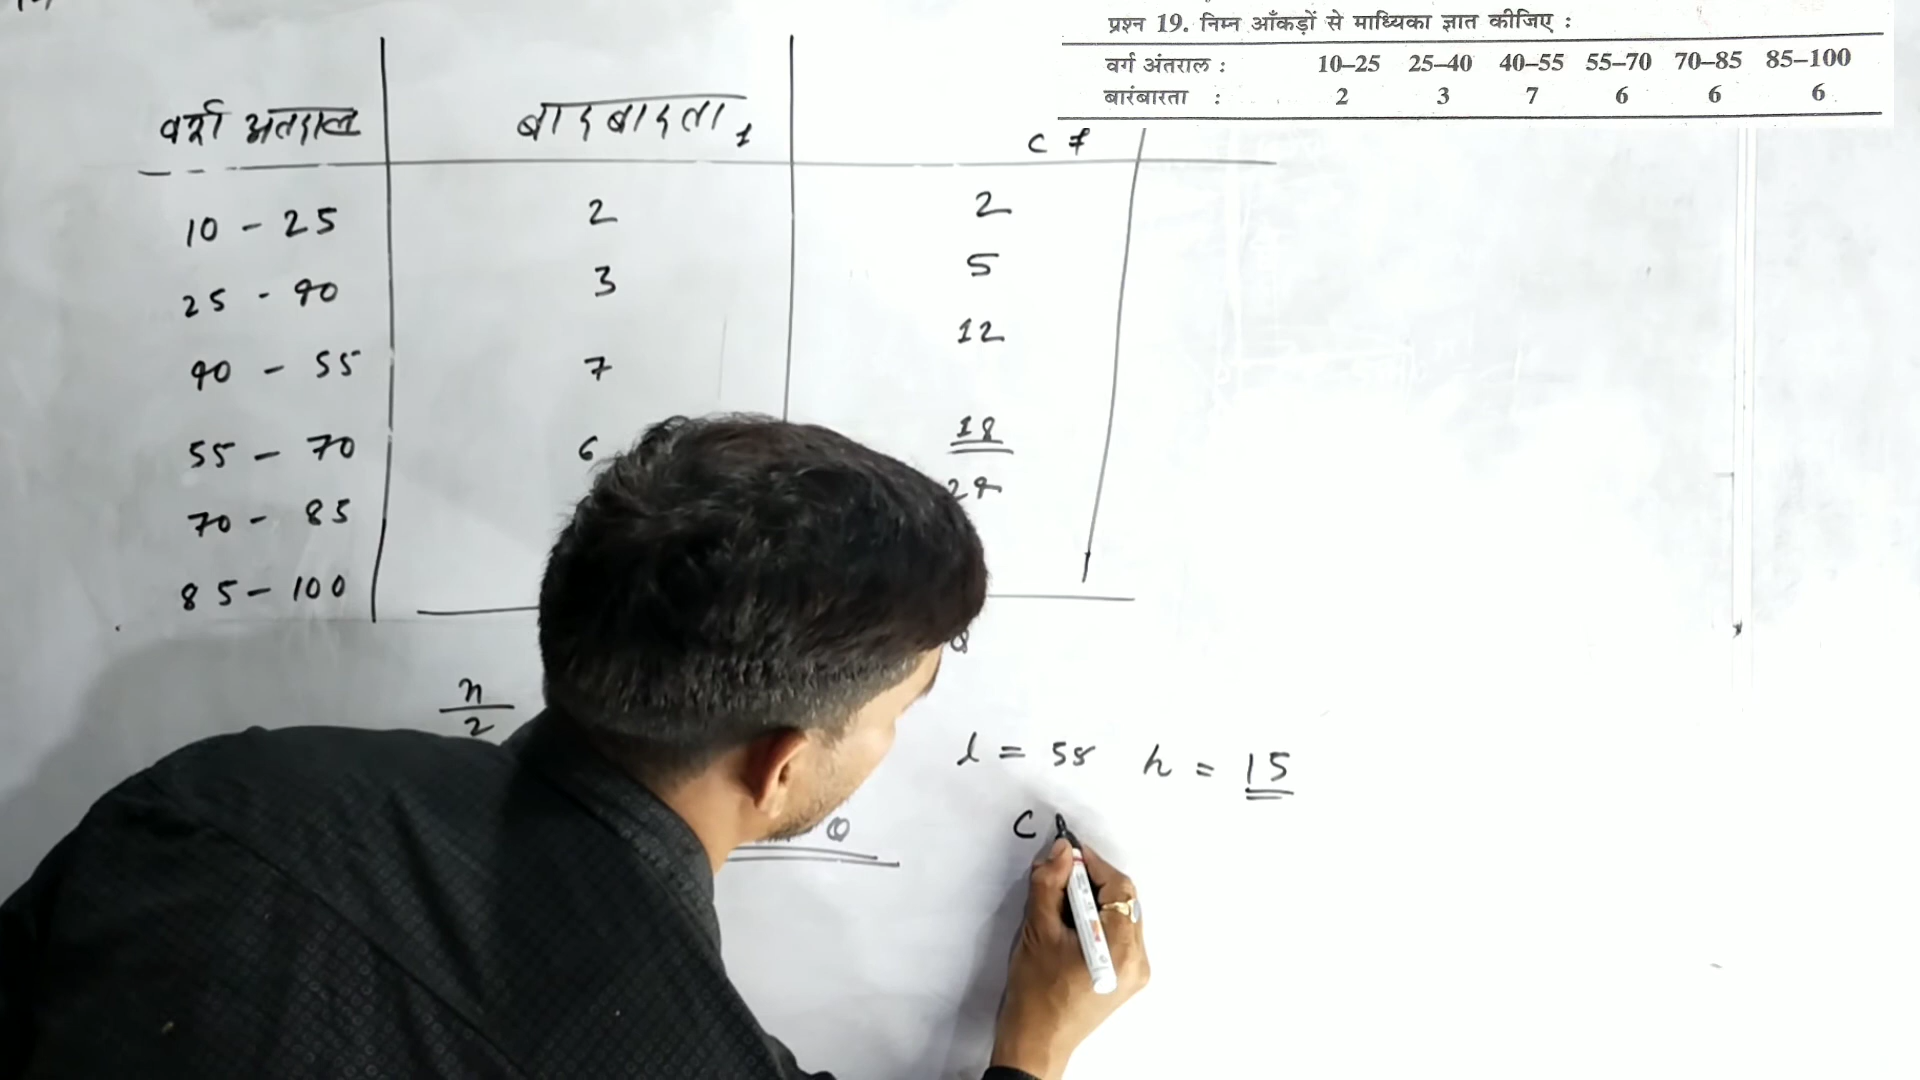 प्रश्न 19. निम्न आँकड़ों से माध्यिका ज्ञात कीजिए :
वर्ग अंतराल : 10–25 25–40 40–55 55–70 70–85 85–100
बारंबारता : 2 3 7 6 6 6
वर्ग अंतराल बारंबारता f cf
10 - 25 2 2
25 - 40 3 5
40 - 55 7 12
55 - 70 6 18
70 - 85 24
85 - 100
n/2
l = 55 h = 15
c